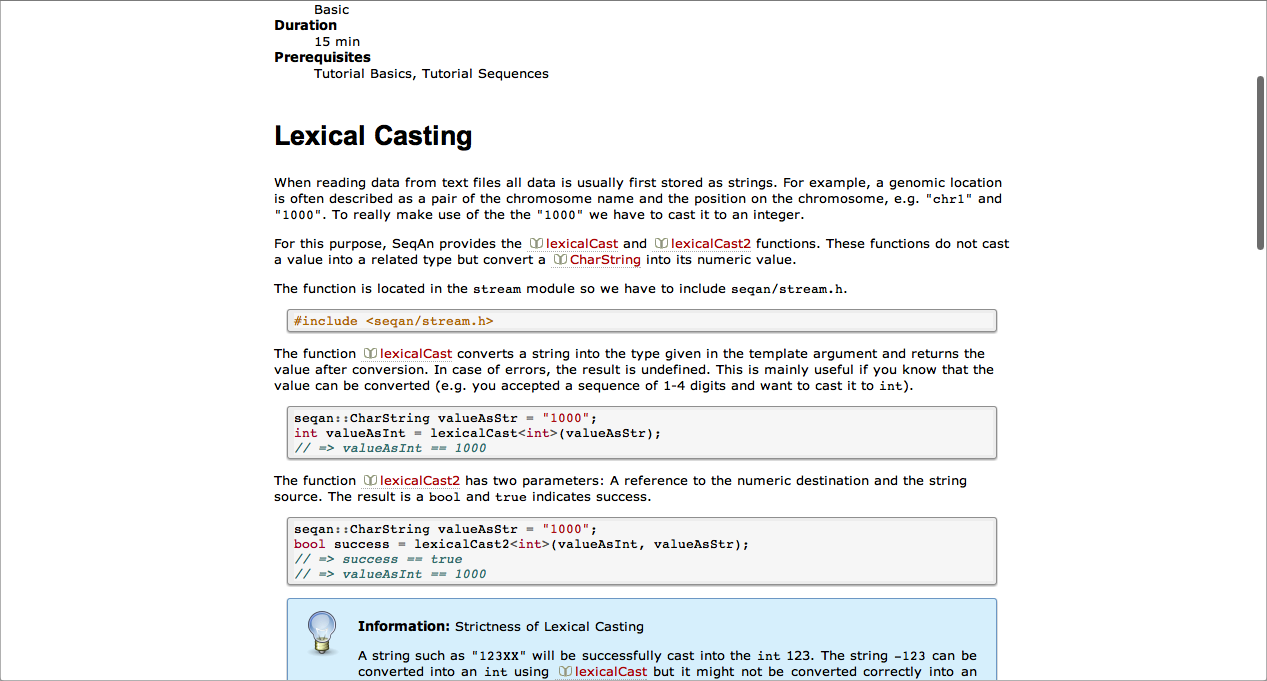 Basic
Duration
15 min
Prerequisites
Tutorial Basics, Tutorial Sequences
Lexical Casting
When reading data from text files all data is usually first stored as strings. For example, a genomic location
is often described as a pair of the chromosome name and the position on the chromosome, e.g. "chr1" and
"1000". To really make use of the the "1000" we have to cast it to an integer.
For this purpose, SeqAn provides the lexicalCast and lexicalCast2 functions. These functions do not cast
a value into a related type but convert a CharString into its numeric value.
The function is located in the stream module so we have to include seqan/stream.h.
#include <seqan/stream.h>
The function lexicalCast converts a string into the type given in the template argument and returns the
value after conversion. In case of errors, the result is undefined. This is mainly useful if you know that the
value can be converted (e.g. you accepted a sequence of 1-4 digits and want to cast it to int).
seqan::CharString valueAsStr = "1000";
int valueAsInt = lexicalCast<int>(valueAsStr);
// => valueAsInt == 1000
The function lexicalCast2 has two parameters: A reference to the numeric destination and the string
source. The result is a bool and true indicates success.
seqan::CharString valueAsStr = "1000";
bool success = lexicalCast2<int>(valueAsInt, valueAsStr);
// => success == true
// => valueAsInt == 1000
Information: Strictness of Lexical Casting
A string such as "123XX" will be successfully cast into the int 123. The string -123 can be
converted into an int using lexicalCast but it might not be converted correctly into an